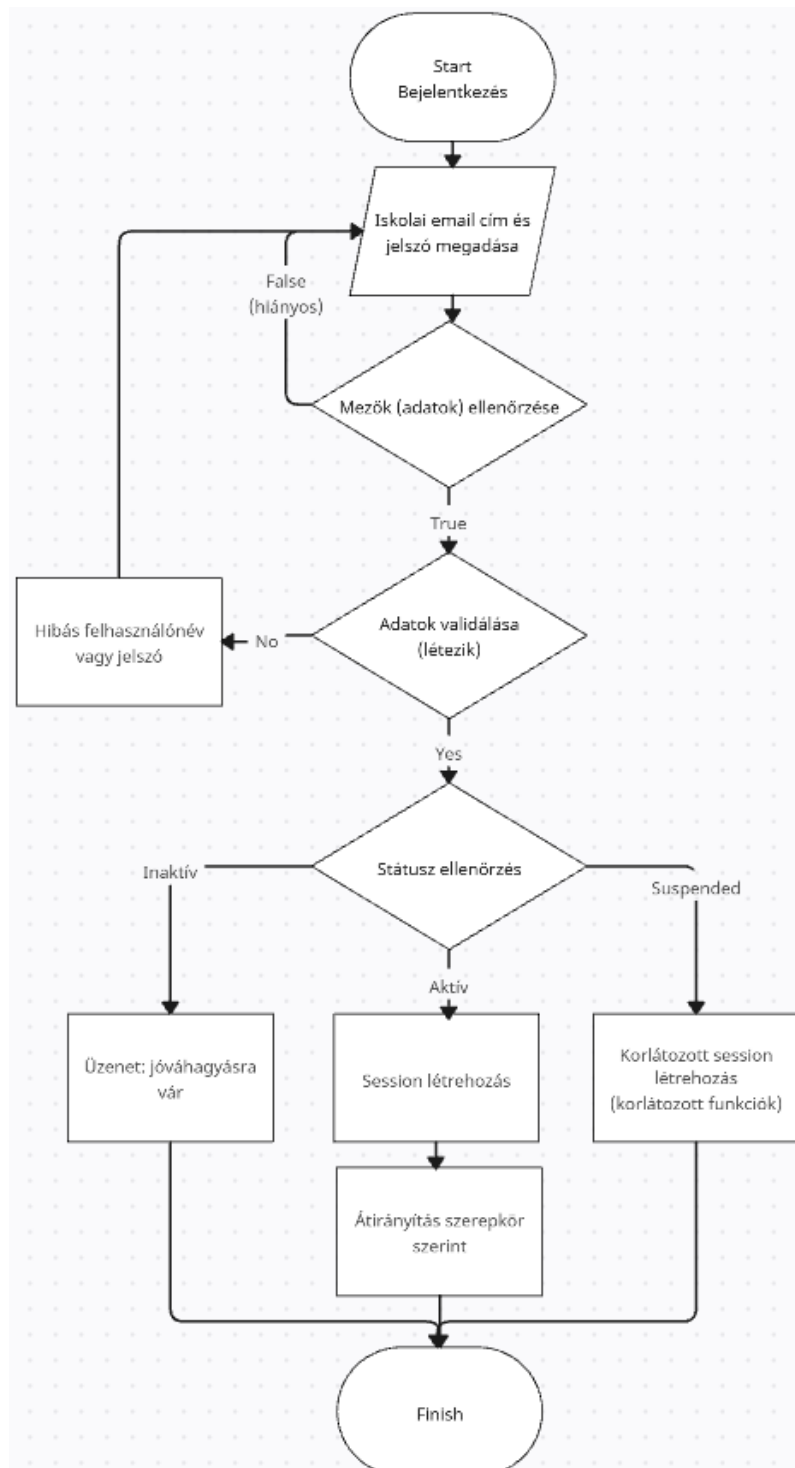 Start
Bejelentkezés
Iskolai email cím és
jelszó megadása
False
(hiányos)
Mezők (adatok) ellenőrzése
True
Hibás felhasználónév
vagy jelszó
No
Adatok validálása
(létezik)
Yes
Inaktív
Státusz ellenőrzés
Suspended
Aktív
Üzenet: jóváhagyásra
vár
Session létrehozás
Korlátozott session
létrehozás
(korlátozott funkciók)
Átirányítás szerepkör
szerint
Finish